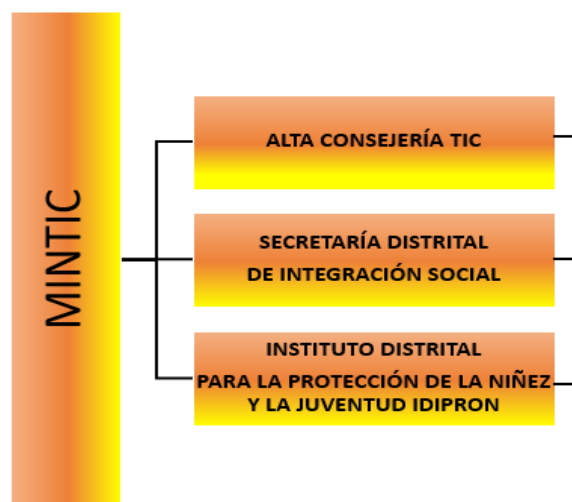 MINTIC
ALTA CONSEJERÍA TIC
SECRETARÍA DISTRITAL
DE INTEGRACIÓN SOCIAL
INSTITUTO DISTRITAL
PARA LA PROTECCIÓN DE LA NIÑEZ
Y LA JUVENTUD IDIPRON